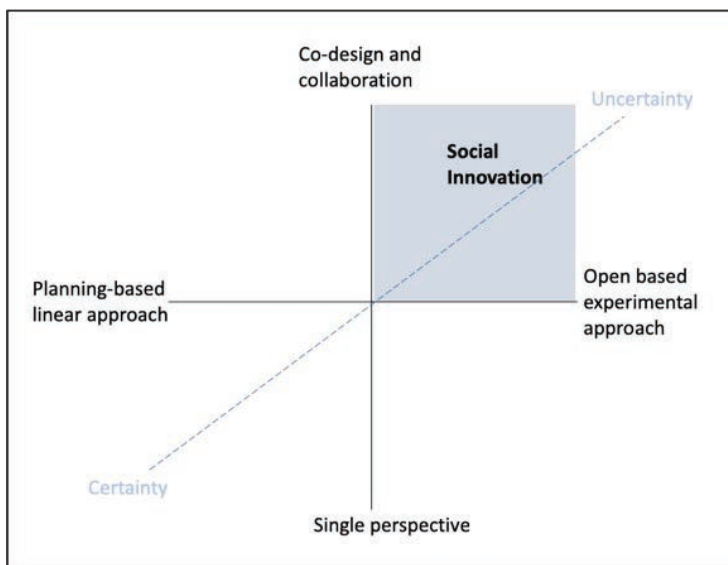 Co-design and
collaboration
Uncertainty
Social
Innovation
Planning-based
linear approach
Open based
experimental
approach
Certainty
Single perspective